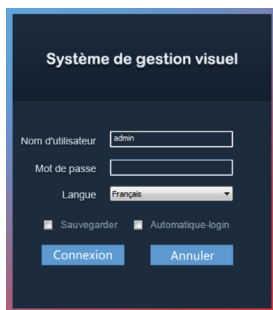 Système de gestion visuel
Nom d'utilisateur admin
Mot de passe
Langue Français
Sauvegarder Automatique-login
Connexion Annuler